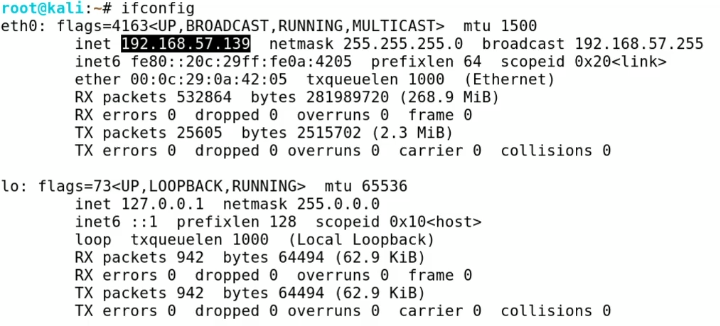 root@kali:~# ifconfig
eth0: flags=4163<UP,BROADCAST,RUNNING,MULTICAST>  mtu 1500
        inet 192.168.57.139  netmask 255.255.255.0  broadcast 192.168.57.255
        inet6 fe80::20c:29ff:fe0a:4205  prefixlen 64  scopeid 0x20<link>
        ether 00:0c:29:0a:42:05  txqueuelen 1000  (Ethernet)
        RX packets 532864  bytes 281989720 (268.9 MiB)
        RX errors 0  dropped 0  overruns 0  frame 0
        TX packets 25605  bytes 2515702 (2.3 MiB)
        TX errors 0  dropped 0 overruns 0  carrier 0  collisions 0
lo: flags=73<UP,LOOPBACK,RUNNING>  mtu 65536
        inet 127.0.0.1  netmask 255.0.0.0
        inet6 ::1  prefixlen 128  scopeid 0x10<host>
        loop  txqueuelen 1000  (Local Loopback)
        RX packets 942  bytes 64494 (62.9 KiB)
        RX errors 0  dropped 0  overruns 0  frame 0
        TX packets 942  bytes 64494 (62.9 KiB)
        TX errors 0  dropped 0 overruns 0  carrier 0  collisions 0